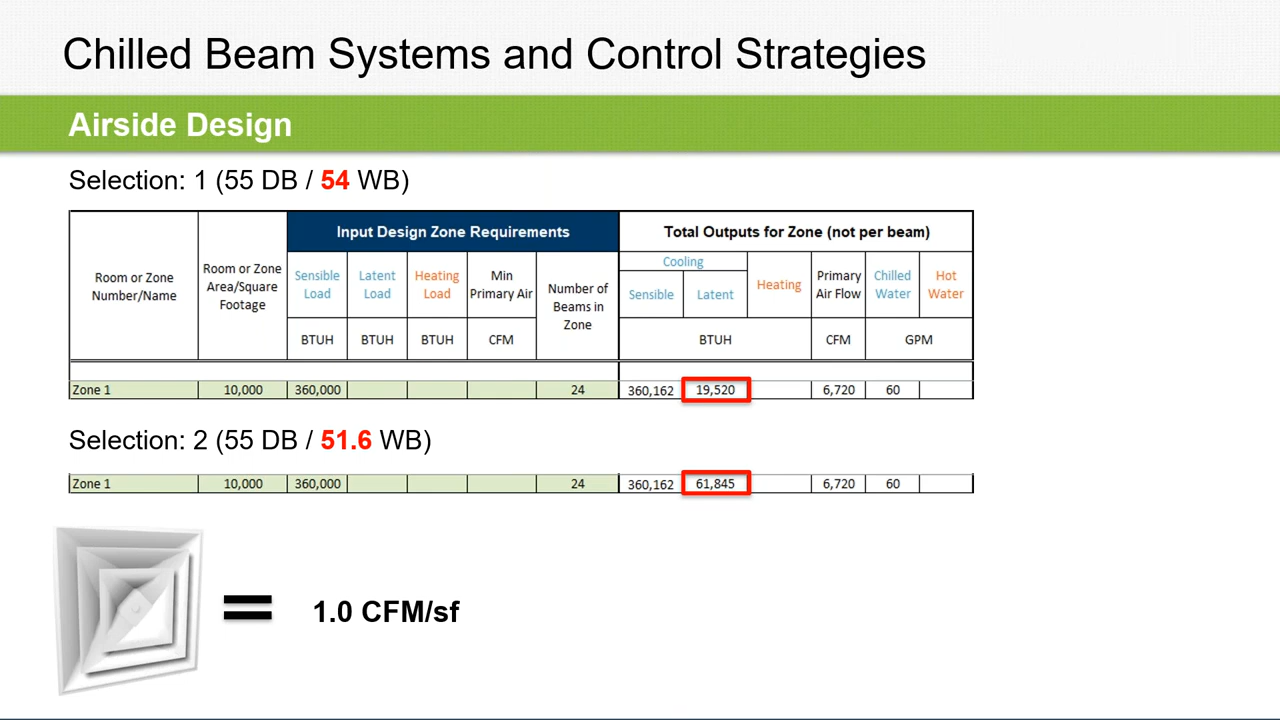 Chilled Beam Systems and Control Strategies
Airside Design
Selection: 1 (55 DB / 54 WB)
Room or Zone
Number/Name
Room or Zone
Area/Square
Footage
Input Design Zone Requirements
Total Outputs for Zone (not per beam)
Sensible
Load
Latent
Load
Heating
Load
Min
Primary Air
Number of
Beams in
Zone
Cooling
Sensible
Latent
Heating
Primary
Air Flow
Chilled
Water
Hot
Water
BTUH
BTUH
BTUH
CFM
BTUH
CFM
GPM
Zone 1 10,000 360,000 24 360,162 19,520 6,720 60
Selection: 2 (55 DB / 51.6 WB)
Zone 1 10,000 360,000 24 360,162 61,845 6,720 60
= 1.0 CFM/sf